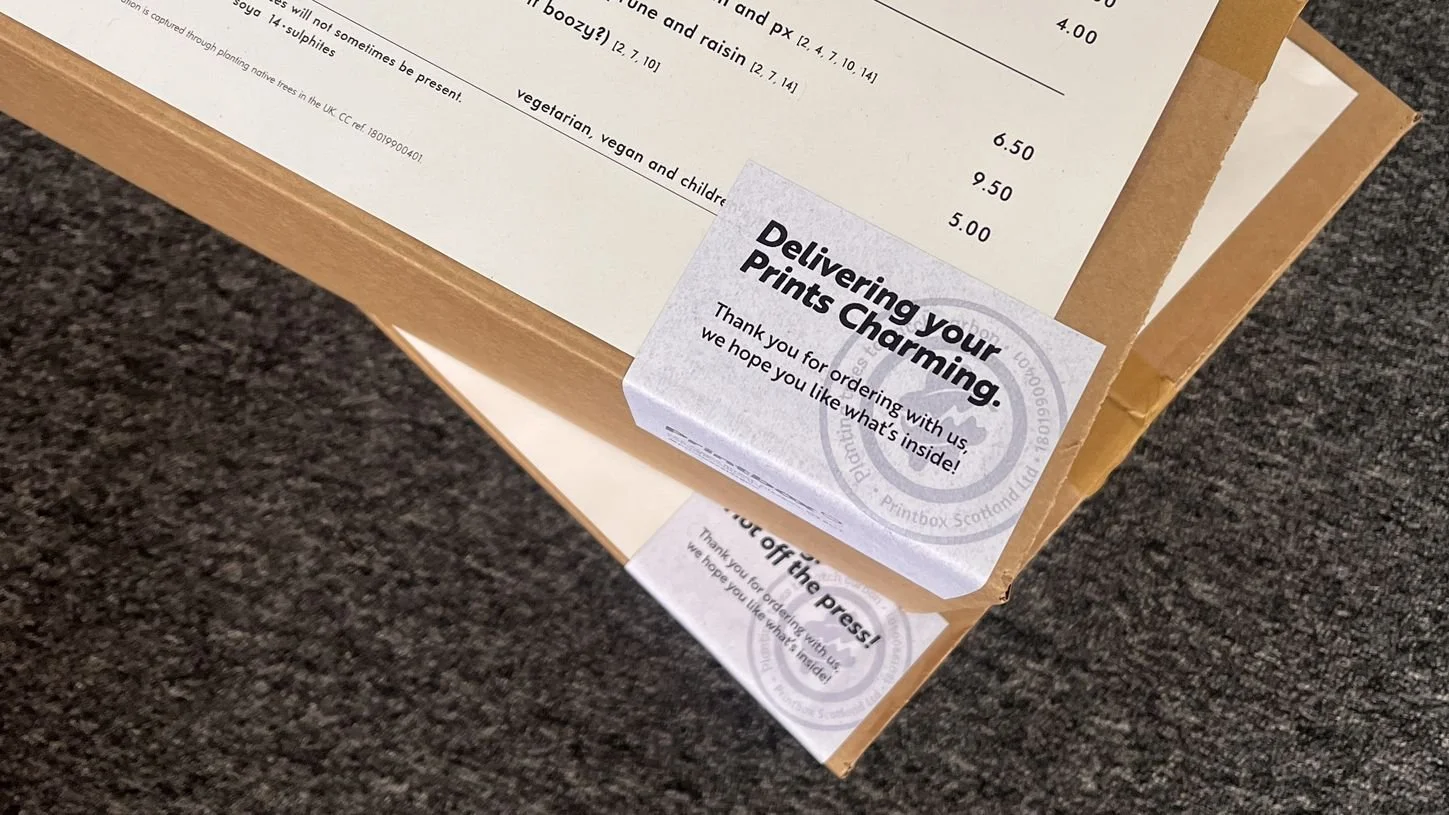 and px [2, 4, 7, 10, 14]
and raisin [2, 7, 14]
boozy?) [2, 7, 10]
4.00
6.50
9.50
5.00
will not sometimes be present.
soya 14-sulphites
is captured through planting native trees in the UK. CC ref. 18019900401.
vegetarian, vegan and
Delivering your
Prints Charming.
Thank you for ordering with us,
we hope you like what's inside!
Printbox Scotland Ltd • 18019900401
off the press!
Thank you for ordering with us,
we hope you like what's inside!
Printbox Scotland Ltd